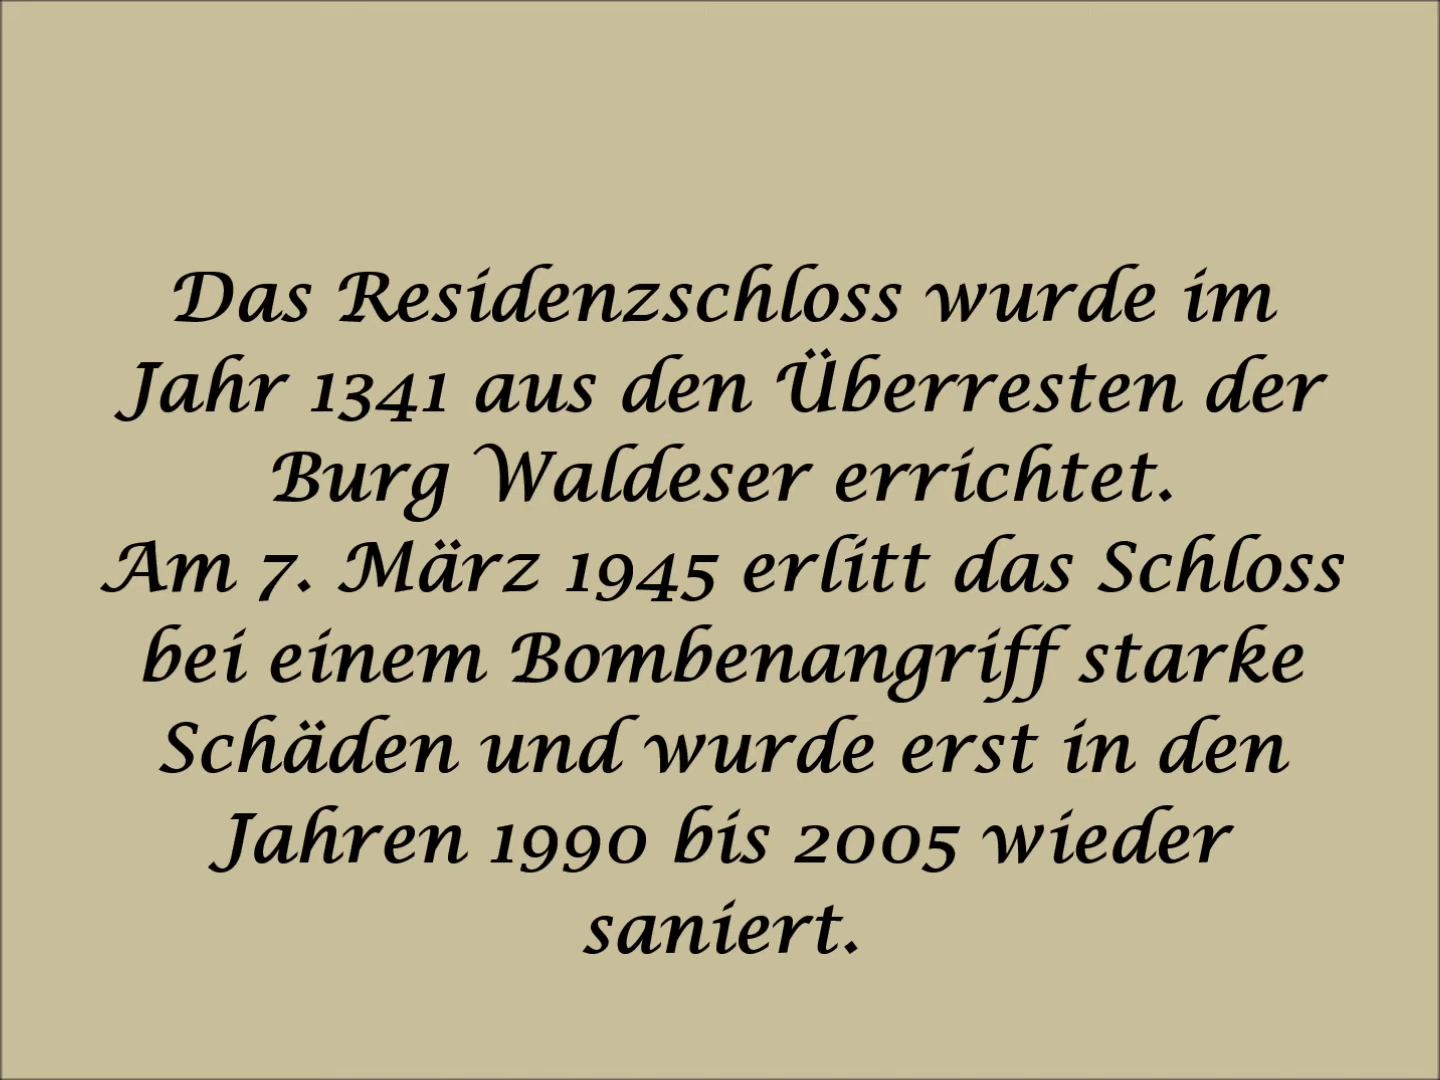 Das Residenzschloss wurde im
Jahr 1341 aus den Überresten der
Burg Waldeser errichtet.
Am 7. März 1945 erlitt das Schloss
bei einem Bombenangriff starke
Schäden und wurde erst in den
Jahren 1990 bis 2005 wieder
saniert.